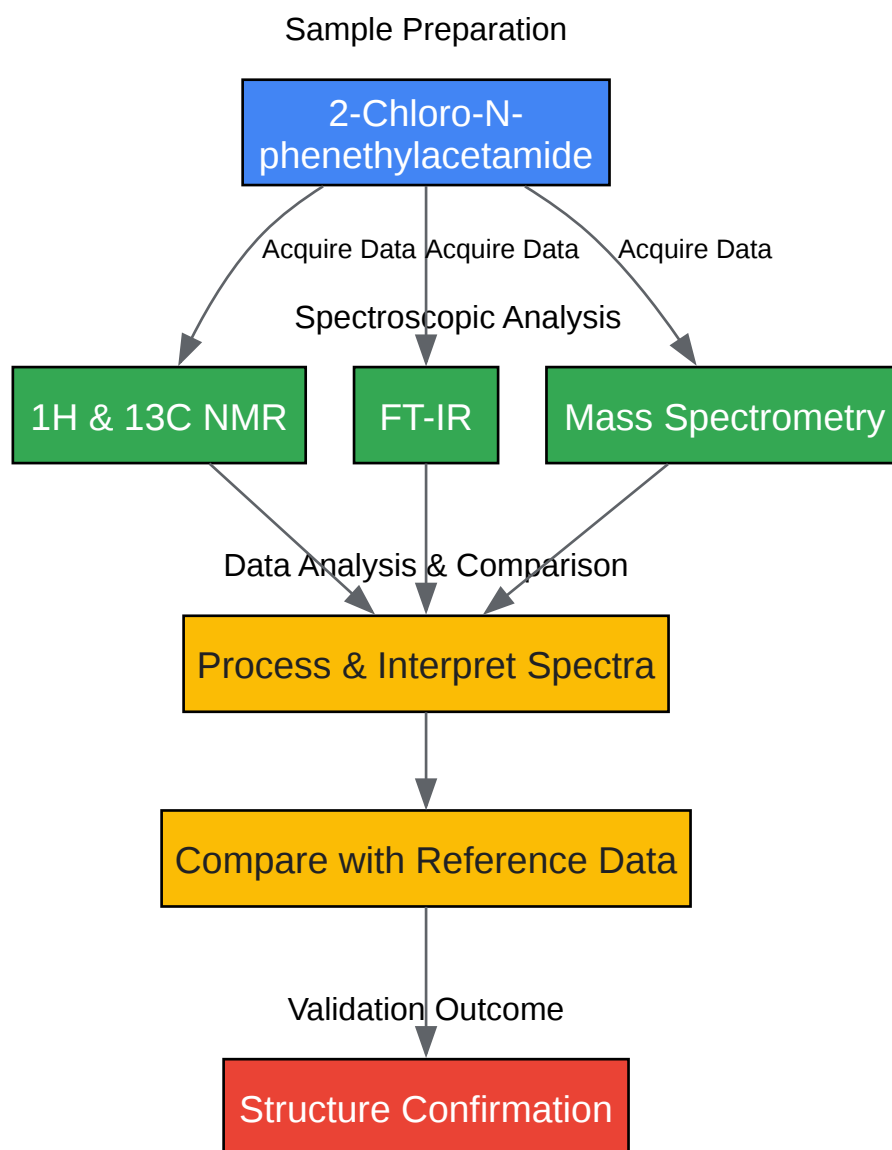 Sample Preparation
2-Chloro-N-
phenethylacetamide
Acquire Data Acquire Data Acquire Data
Spectroscopic Analysis
1H & 13C NMR
FT-IR
Mass Spectrometry
Data Analysis & Comparison
Process & Interpret Spectra
Compare with Reference Data
Validation Outcome
Structure Confirmation